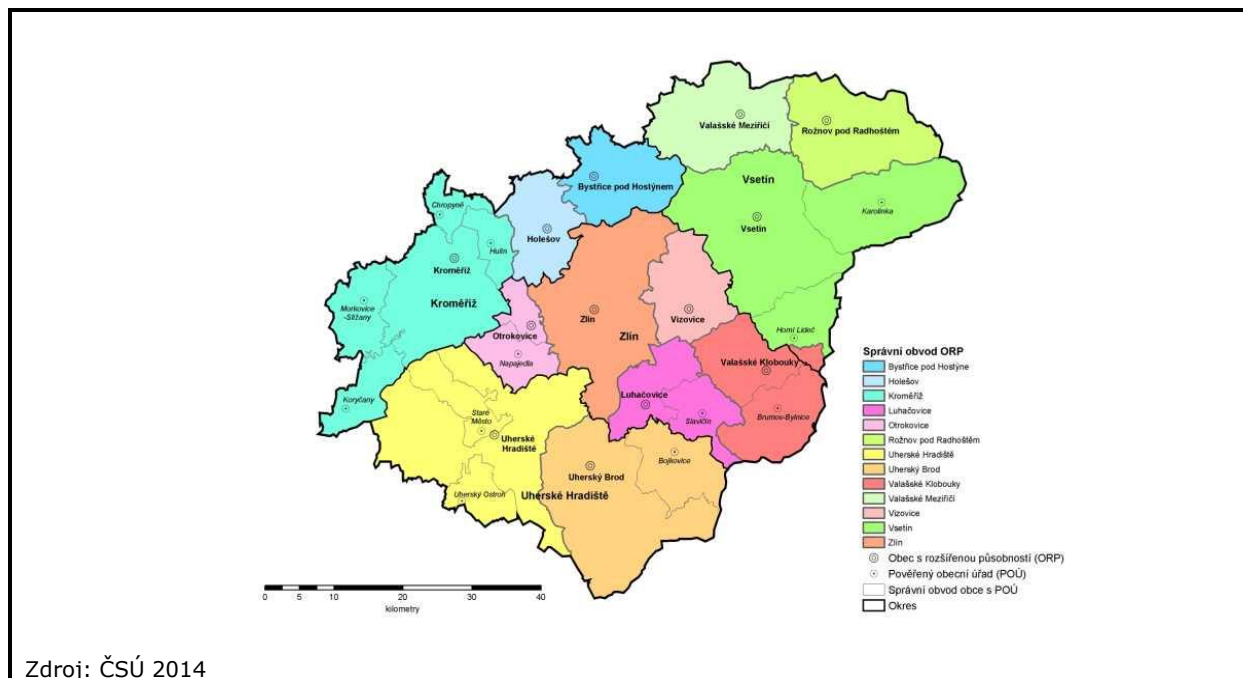 Valašské Meziříčí
Rožnov pod Radhoštěm
Bystřice pod Hostýnem
Vsetín
Karolinka
Chropyně
Vsetín
Holešov
Hulín
Kroměříž
Kroměříž
Morkovice
-Slížany
Otrokovice
Zlín
Zlín
Vizovice
Horní Lideč
Napajedla
Valašské Klobouky
Luhačovice
Koryčany
Staré
Město
Slavičín
Brumov-Bylnice
Uherské
Hradiště
Bojkovice
Uherský Brod
Uherský Ostroh
Uherské Hradiště
Správní obvod ORP
Bystřice pod Hostýne
Holešov
Kroměříž
Luhačovice
Otrokovice
Rožnov pod Radhoštěm
Uherské Hradiště
Uherský Brod
Valašské Klobouky
Valašské Meziříčí
Vizovice
Vsetín
Zlín
Obec s rozšířenou působností (ORP)
Pověřený obecní úřad (POÚ)
Správní obvod obce s POÚ
Okres
0 5 10 20 30 40
kilometry
Zdroj: ČSÚ 2014